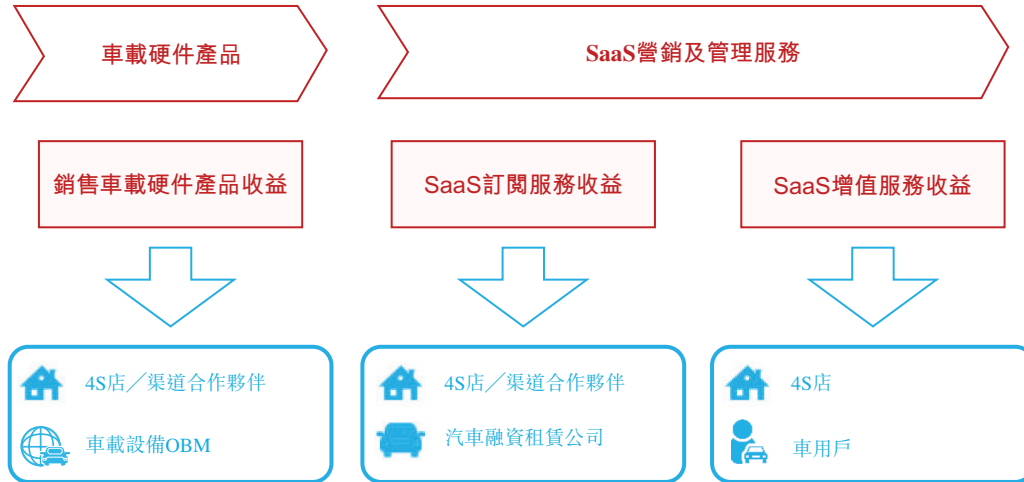 車載硬件產品
SaaS營銷及管理服務
銷售車載硬件產品收益
SaaS訂閱服務收益
SaaS增值服務收益
4S店／渠道合作夥伴
車載設備OBM
4S店／渠道合作夥伴
汽車融資租賃公司
4S店
車用戶